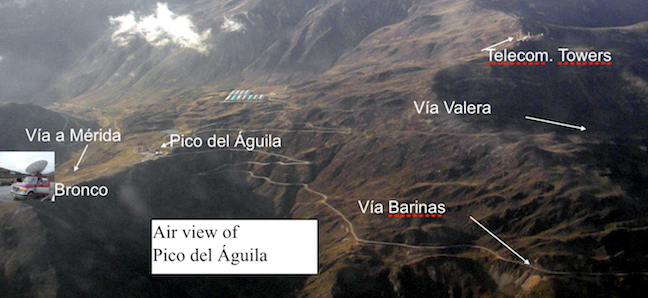 Telecom. Towers
Vía Valera
Vía a Mérida
Pico del Águila
Bronco
Vía Barinas
Air view of
Pico del Águila